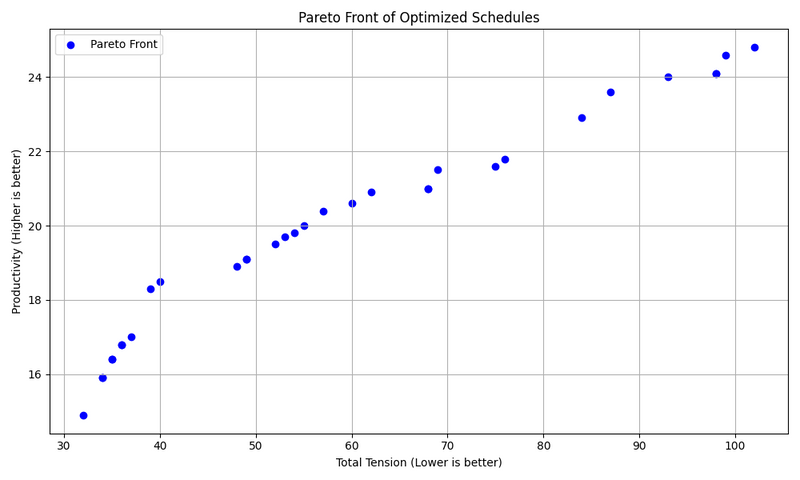 Pareto Front of Optimized Schedules
Pareto Front
24
22
20
18
16
Productivity (Higher is better)
30 40 50 60 70 80 90 100
Total Tension (Lower is better)